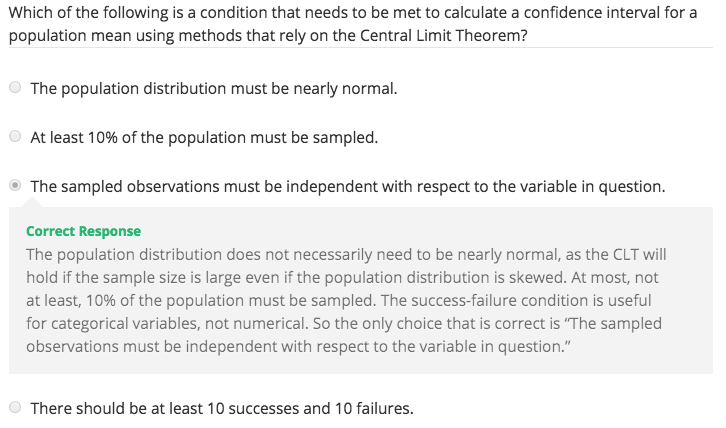 Which of the following is a condition that needs to be met to calculate a confidence interval for a
population mean using methods that rely on the Central Limit Theorem?
The population distribution must be nearly normal.
At least 10% of the population must be sampled.
The sampled observations must be independent with respect to the variable in question.
Correct Response
The population distribution does not necessarily need to be nearly normal, as the CLT will
hold if the sample size is large even if the population distribution is skewed. At most, not
at least, 10% of the population must be sampled. The success-failure condition is useful
for categorical variables, not numerical. So the only choice that is correct is “The sampled
observations must be independent with respect to the variable in question.”
There should be at least 10 successes and 10 failures.